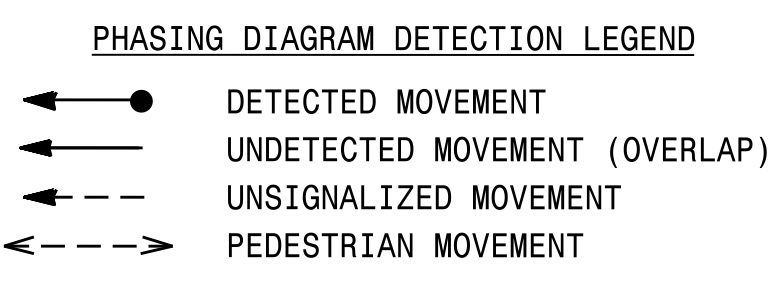 PHASING DIAGRAM DETECTION LEGEND
DETECTED MOVEMENT
UNDETECTED MOVEMENT (OVERLAP)
UNSIGNALIZED MOVEMENT
PEDESTRIAN MOVEMENT